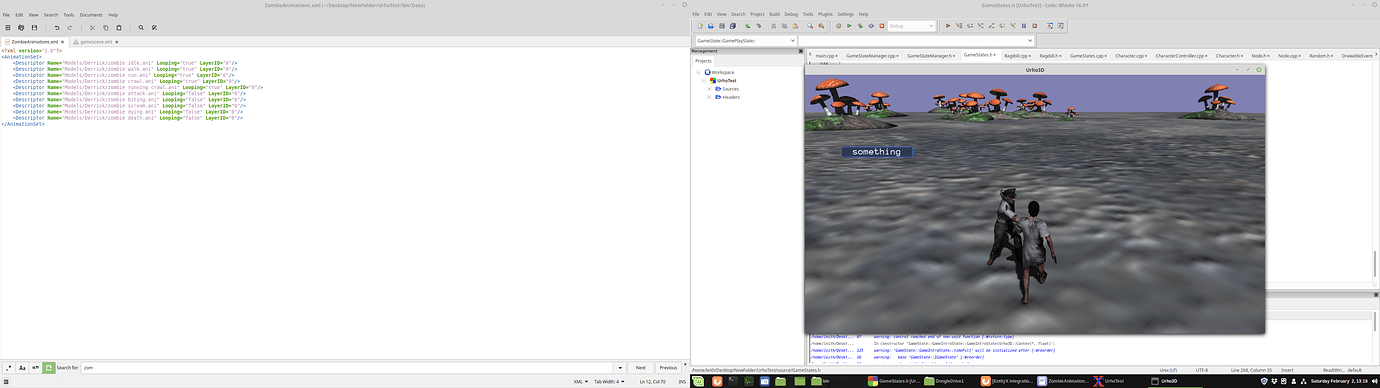 ZombieAnimations.xml (~/Desktop/NewFolder/UrhoTest/bin/Data)
File Edit View Search Tools Documents Help
ZombieAnimations.xml
gamescene.xml
<?xml version="1.0"?>
<AnimationSet>
<Descriptor Name="Models/Derrick/zombie idle.ani" Looping="true" LayerID="0"/>
<Descriptor Name="Models/Derrick/zombie walk.ani" Looping="true" LayerID="0"/>
<Descriptor Name="Models/Derrick/zombie run.ani" Looping="true" LayerID="0"/>
<Descriptor Name="Models/Derrick/zombie crawl.ani" Looping="true" LayerID="0"/>
<Descriptor Name="Models/Derrick/zombie running crawl.ani" Looping="true" LayerID="0"/>
<Descriptor Name="Models/Derrick/zombie attack.ani" Looping="false" LayerID="0"/>
<Descriptor Name="Models/Derrick/zombie biting.ani" Looping="false" LayerID="0"/>
<Descriptor Name="Models/Derrick/zombie scream.ani" Looping="false" LayerID="0"/>
<Descriptor Name="Models/Derrick/zombie dying.ani" Looping="false" LayerID="0"/>
<Descriptor Name="Models/Derrick/zombie death.ani" Looping="false" LayerID="0"/>
</AnimationSet>
Search for: zom
Next
Previous
XML
Tab Width: 4
Ln 12, Col 70
INS
GameStates.h [UrhoTest] - Code::Blocks 16.01
File Edit View Search Project Build Debug Tools Plugins Settings Help
Debug
GameState::GamePlayState::
Management
Projects
Workspace
UrhoTest
Sources
Headers
main.cpp
GameStateManager.cpp
GameStateManager.h
GameStates.h
Ragdoll.cpp
Ragdoll.h
GameStates.cpp
Character.cpp
CharacterController.cpp
Character.h
Node.h
Node.cpp
Random.h
DrawableEvent
Urho3D
something
/home/leith/Deskt... 87 warning: control reaches end of non-void function [-Wreturn-type]
/home/leith/Deskt... In constructor 'GameState::GameIntroState::GameIntroState(Urho3D::Context*, float)':
/home/leith/Deskt... 125 warning: 'GameState::GameIntroState::timeFull' will be initialized after [-Wreorder]
/home/leith/Deskt... 16 warning: base 'GameState::IGameState' [-Wreorder]
/home/leith/Desktop/NewFolder/UrhoTest/source/GameStates.h
Unix (LF)
UTF-8
Line 268, Column 35
Insert
Read/Wri...
default
bin
GameStates.h [Ur...
DongleDrive1
[EntityX integratio...
ZombieAnimation...
UrhoTest
Urho3D
Saturday February 2, 13:16